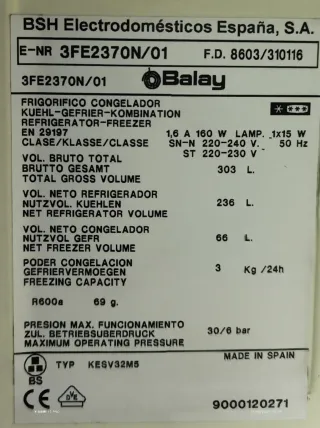 BSH Electrodomésticos España, S.A.
E-NR 3FE2370N/01 F.D. 8603/310116
3FE2370N/01 Balay
FRIGORIFICO CONGELADOR
KUEHL-GEFRIER-KOMBINATION
REFRIGERATOR-FREEZER
EN 29197 1,6 A 160 W LAMP. 1x15 W
CLASE/KLASSE/CLASSE SN-N 220-240 V. 50 Hz
ST 220-230 V
VOL. BRUTO TOTAL
BRUTTO GESAMT 303 L.
TOTAL GROSS VOLUME
VOL. NETO REFRIGERADOR
NUTZVOL. KUEHLEN 236 L.
NET REFRIGERATOR VOLUME
VOL. NETO CONGELADOR
NUTZVOL GEFR 66 L.
NET FREEZER VOLUME
PODER CONGELACION
GEFRIERVERMOEGEN 3 Kg /24h
FREEZING CAPACITY
R600a 69 g.
PRESION MAX. FUNCIONAMIENTO
ZUL. BETRIEBSUBERDRUCK 30/6 bar
MAXIMUM OPERATING PRESSURE
MADE IN SPAIN
TYP KESV32M5
BS
CE 9000120271